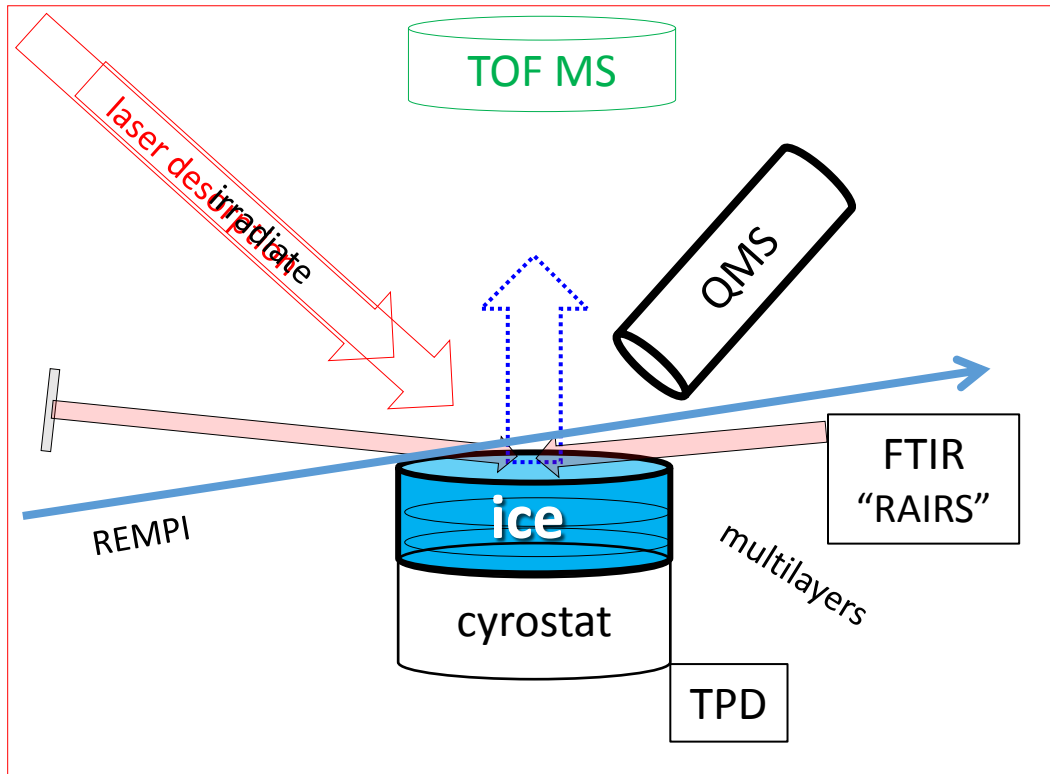 TOF MS
laser desorption
irradiate
QMS
REMPI
ice
FTIR
“RAIRS”
multilayers
cyrostat
TPD